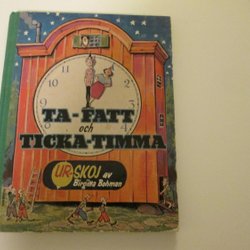 TA-FATT
och
TICKA-TIMMA
UR-SKOJ av
Birgitta Bohman